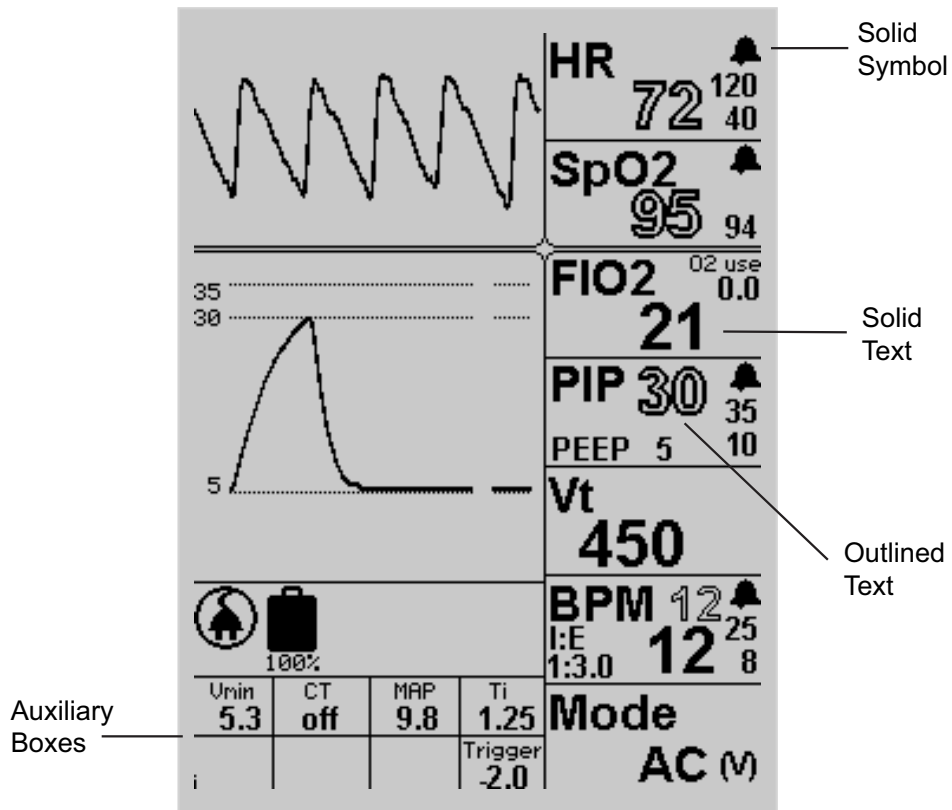 HR
72
120
40
SpO2
95
94
35
30
5
FIO2
O2 use
0.0
21
PIP 30
35
10
PEEP 5
Vt
450
BPM 12
25
I:E
1:3.0
12
8
100%
Vmin
5.3
CT
off
MAP
9.8
Ti
1.25
Trigger
-2.0
i
Mode
AC (V)
Solid
Symbol
Solid
Text
Outlined
Text
Auxiliary
Boxes